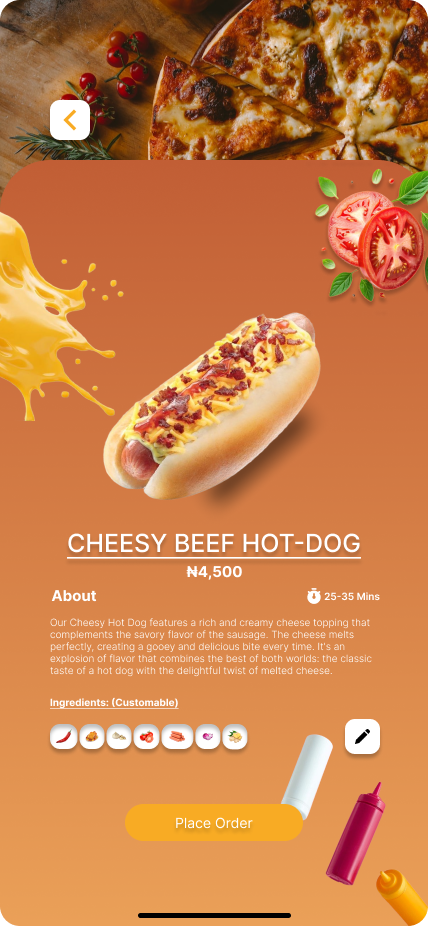 CHEESY BEEF HOT-DOG
₦4,500
About
25-35 Mins
Our Cheesy Hot Dog features a rich and creamy cheese topping that
complements the savory flavor of the sausage. The cheese melts
perfectly, creating a gooey and delicious bite every time. It's an
explosion of flavor that combines the best of both worlds: the classic
taste of a hot dog with the delightful twist of melted cheese.
Ingredients: (Customable)
Place Order